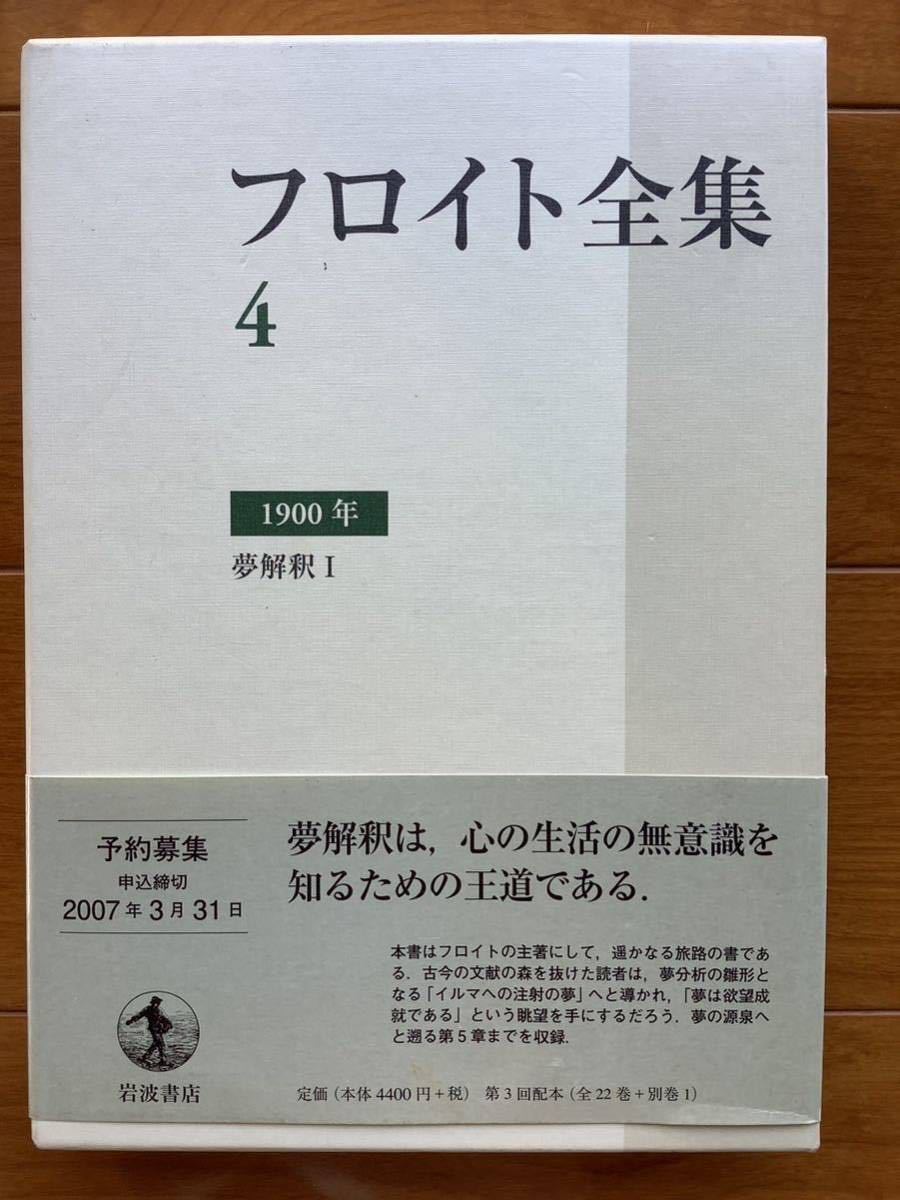 フロイト全集
4
1900年
夢解釈 I
予約募集
申込締切
2007年3月31日
岩波書店
夢解釈は，心の生活の無意識を
知るための王道である．
本書はフロイトの主著にして，遥かなる旅路の書であ
る．古今の文献の森を抜けた読者は，夢分析の雛形と
なる「イルマへの注射の夢」へと導かれ，「夢は欲望成
就である」という眺望を手にするだろう．夢の源泉へ
と遡る第5章までを収録．
定価（本体4400円＋税） 第3回配本（全22巻＋別巻1）